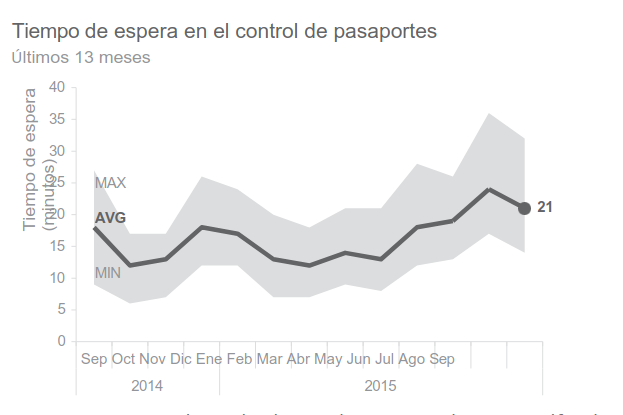 Tiempo de espera en el control de pasaportes
Últimos 13 meses
Tiempo de espera
(minutos)
40
35
30
25
20
15
10
5
0
MAX
AVG
MIN
21
Sep Oct Nov Dic Ene Feb Mar Abr May Jun Jul Ago Sep
2014 2015